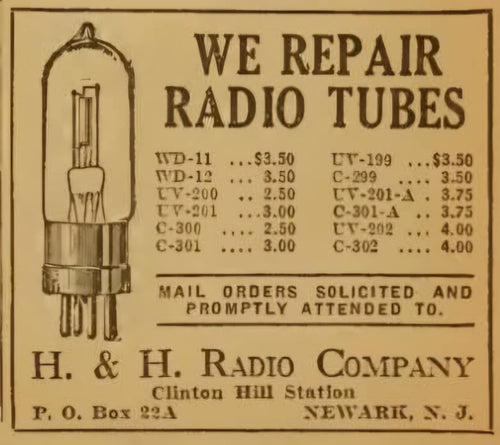 WE REPAIR
RADIO TUBES
WD-11 ...$3.50
WD-12 ... 3.50
UV-200 .. 2.50
UV-201 ...3.00
C-300 .... 2.50
C-301 .... 3.00
UV-199 ...$3.50
C-299 .... 3.50
UV-201-A . 3.75
C-301-A .. 3.75
UV-202 ... 4.00
C-302 .... 4.00
MAIL ORDERS SOLICITED AND
PROMPTLY ATTENDED TO.
H. & H. RADIO COMPANY
Clinton Hill Station
P. O. Box 22A NEWARK, N. J.